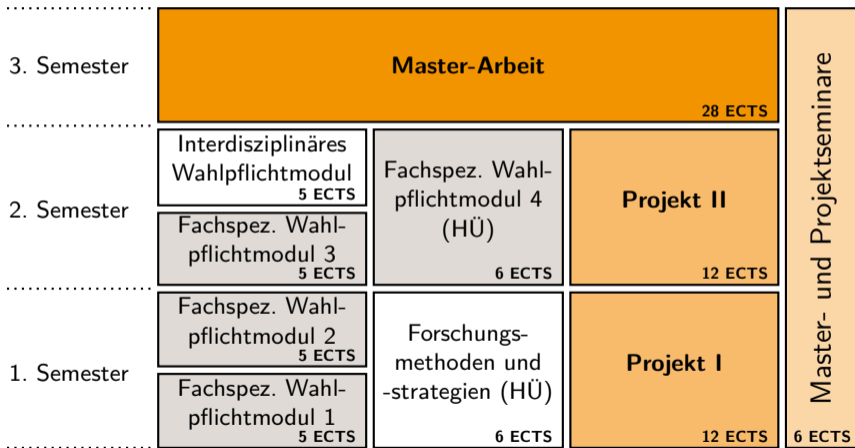 3. Semester
Master-Arbeit
28 ECTS
2. Semester
Interdisziplinäres
Wahlpflichtmodul
5 ECTS
Fachspez. Wahl-
pflichtmodul 3
5 ECTS
Fachspez. Wahl-
pflichtmodul 4
(HÜ)
6 ECTS
Projekt II
12 ECTS
1. Semester
Fachspez. Wahl-
pflichtmodul 2
5 ECTS
Fachspez. Wahl-
pflichtmodul 1
5 ECTS
Forschungs-
methoden und
-strategien (HÜ)
6 ECTS
Projekt I
12 ECTS
Master- und Projektseminare
6 ECTS